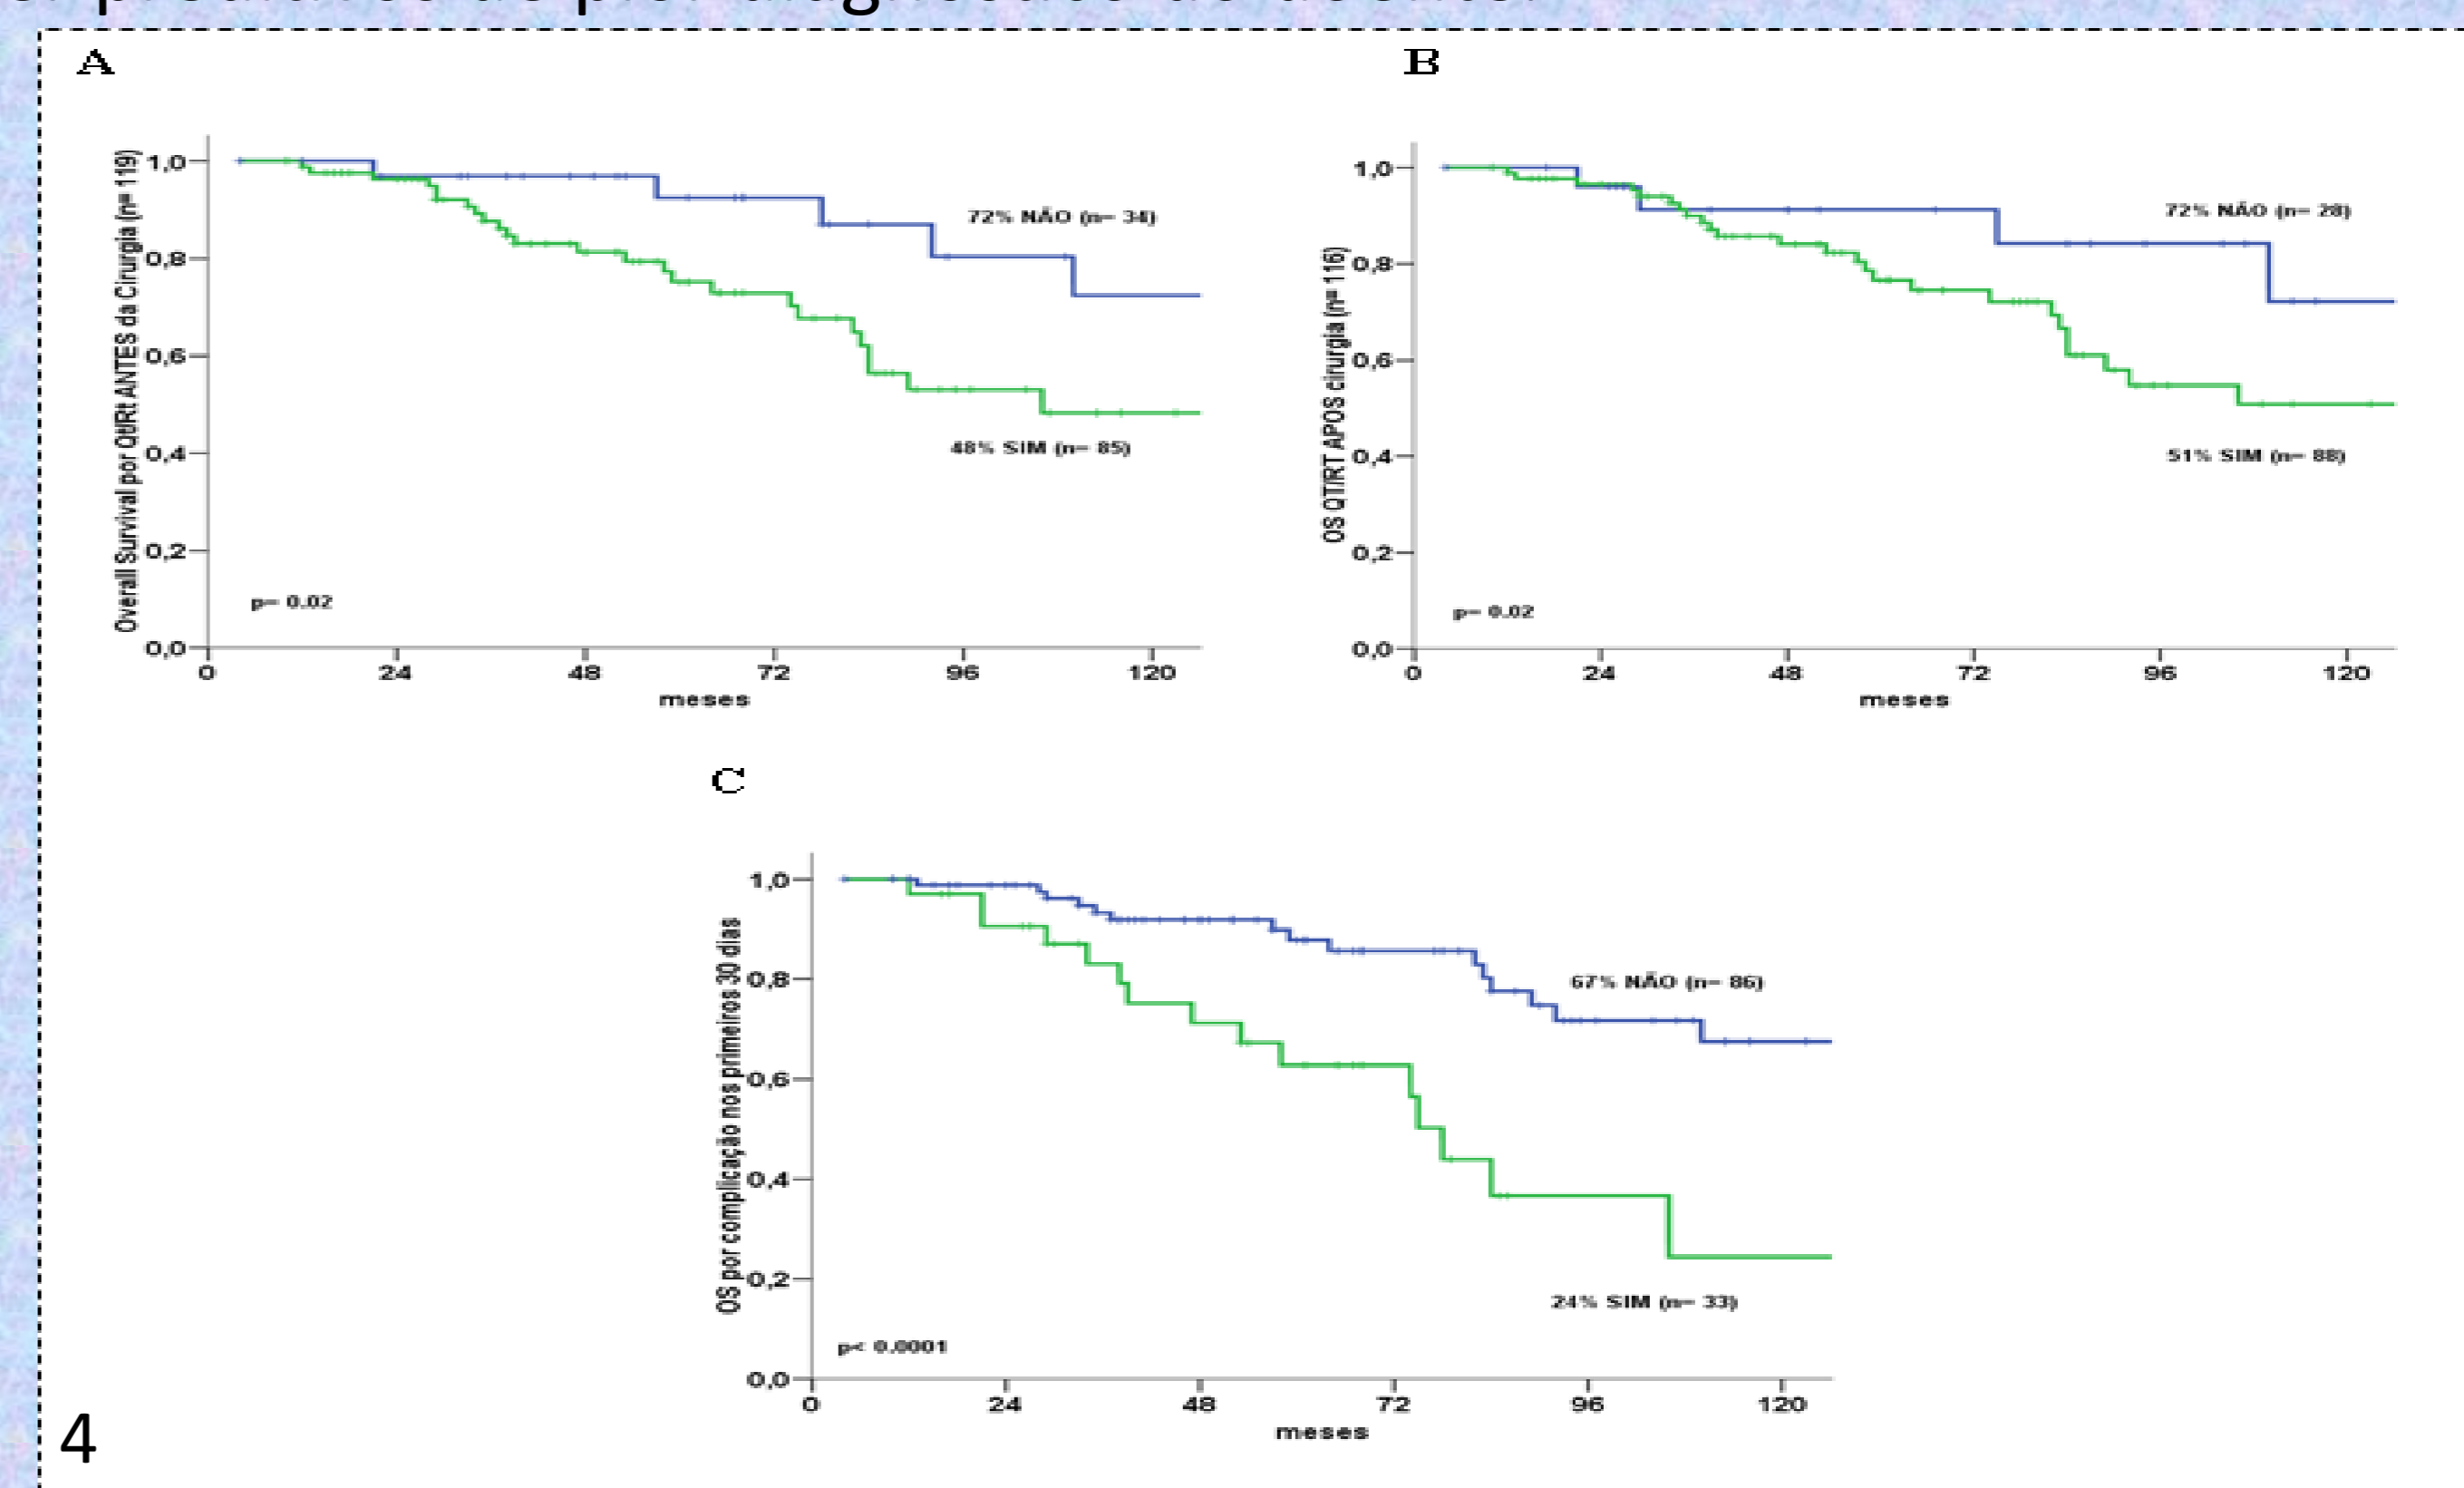 A
Overall Survival por Qt/Rt ANTES da Cirurgia (n= 119)
1,0
0,8
0,6
0,4
0,2
0,0
72% NÃO (n= 34)
48% SIM (n= 85)
p= 0.02
0 24 48 72 96 120
meses
B
OS QT/RT APOS cirurgia (n= 116)
1,0
0,8
0,6
0,4
0,2
0,0
72% NÃO (n= 28)
51% SIM (n= 88)
p= 0.02
0 24 48 72 96 120
meses
C
OS por complicação nos primeiros 30 dias
1,0
0,8
0,6
0,4
0,2
0,0
67% NÃO (n= 86)
24% SIM (n= 33)
p< 0.0001
0 24 48 72 96 120
meses
4